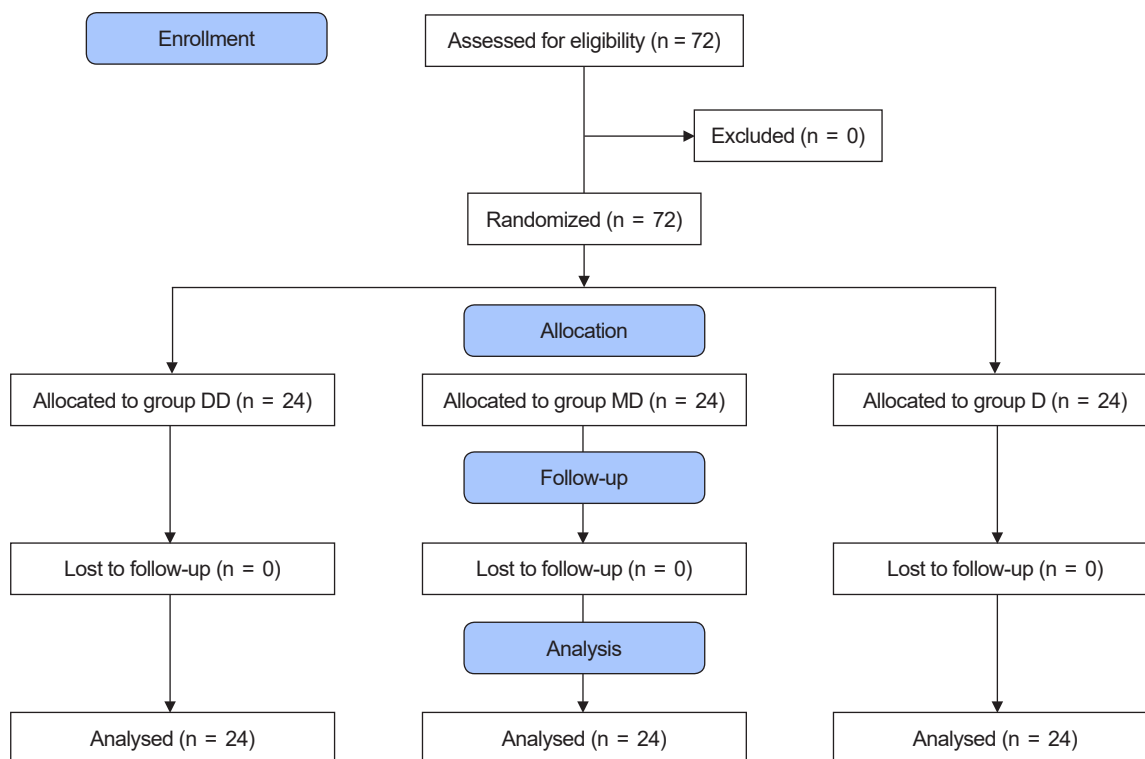 Enrollment
Assessed for eligibility (n = 72)
Excluded (n = 0)
Randomized (n = 72)
Allocation
Allocated to group DD (n = 24)
Allocated to group MD (n = 24)
Allocated to group D (n = 24)
Follow-up
Lost to follow-up (n = 0)
Lost to follow-up (n = 0)
Lost to follow-up (n = 0)
Analysis
Analysed (n = 24)
Analysed (n = 24)
Analysed (n = 24)